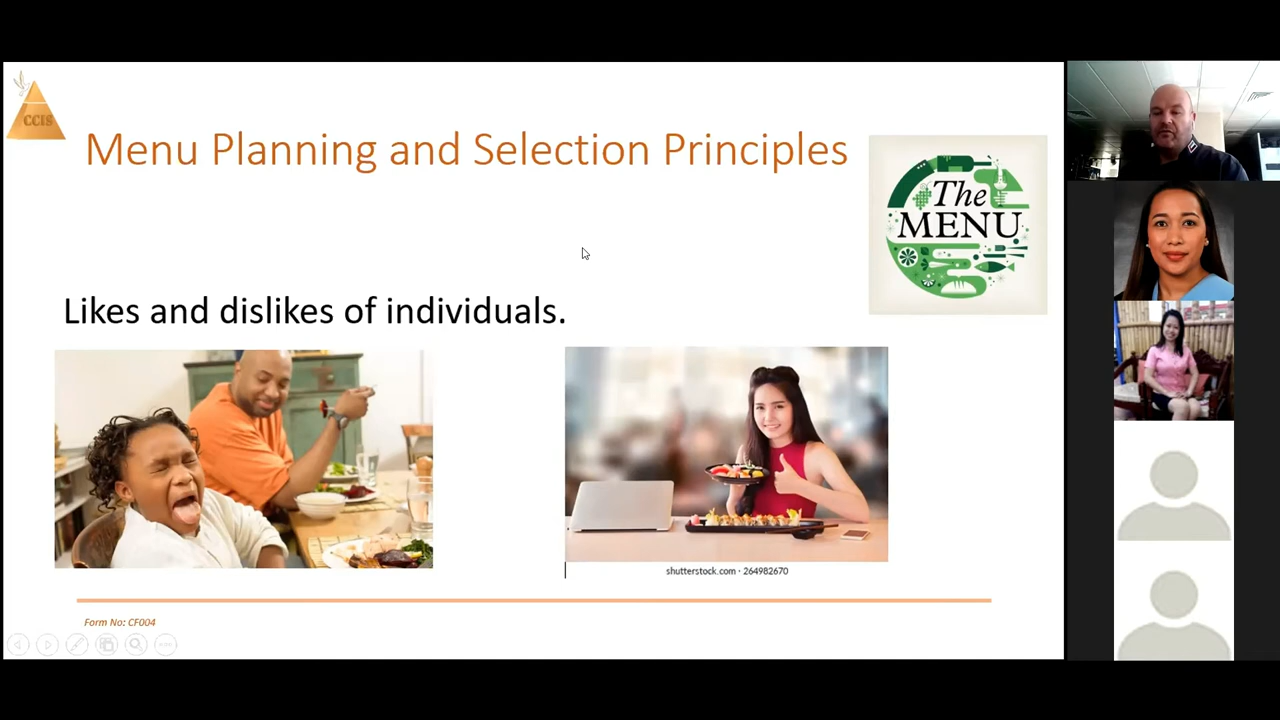 CCIS
Menu Planning and Selection Principles
The
MENU
Likes and dislikes of individuals.
shutterstock.com · 264982670
Form No: CF004